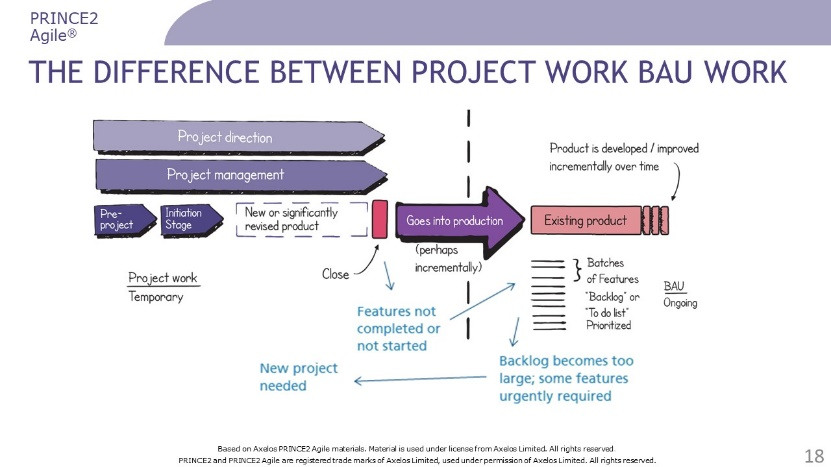 PRINCE2
Agile®
THE DIFFERENCE BETWEEN PROJECT WORK BAU WORK
Project direction
Project management
Pre-
project
Initiation
Stage
New or significantly
revised product
Close
Goes into production
(perhaps
incrementally)
Product is developed / improved
incrementally over time
Existing product
Project work
Temporary
Batches
of Features
"Backlog" or
"To do list"
Prioritized
BAU
Ongoing
Features not
completed or
not started
New project
needed
Backlog becomes too
large; some features
urgently required
Based on Axelos PRINCE2 Agile materials. Material is used under license from Axelos Limited. All rights reserved.
PRINCE2 and PRINCE2 Agile are registered trade marks of Axelos Limited, used under permission of Axelos Limited. All rights reserved.
18